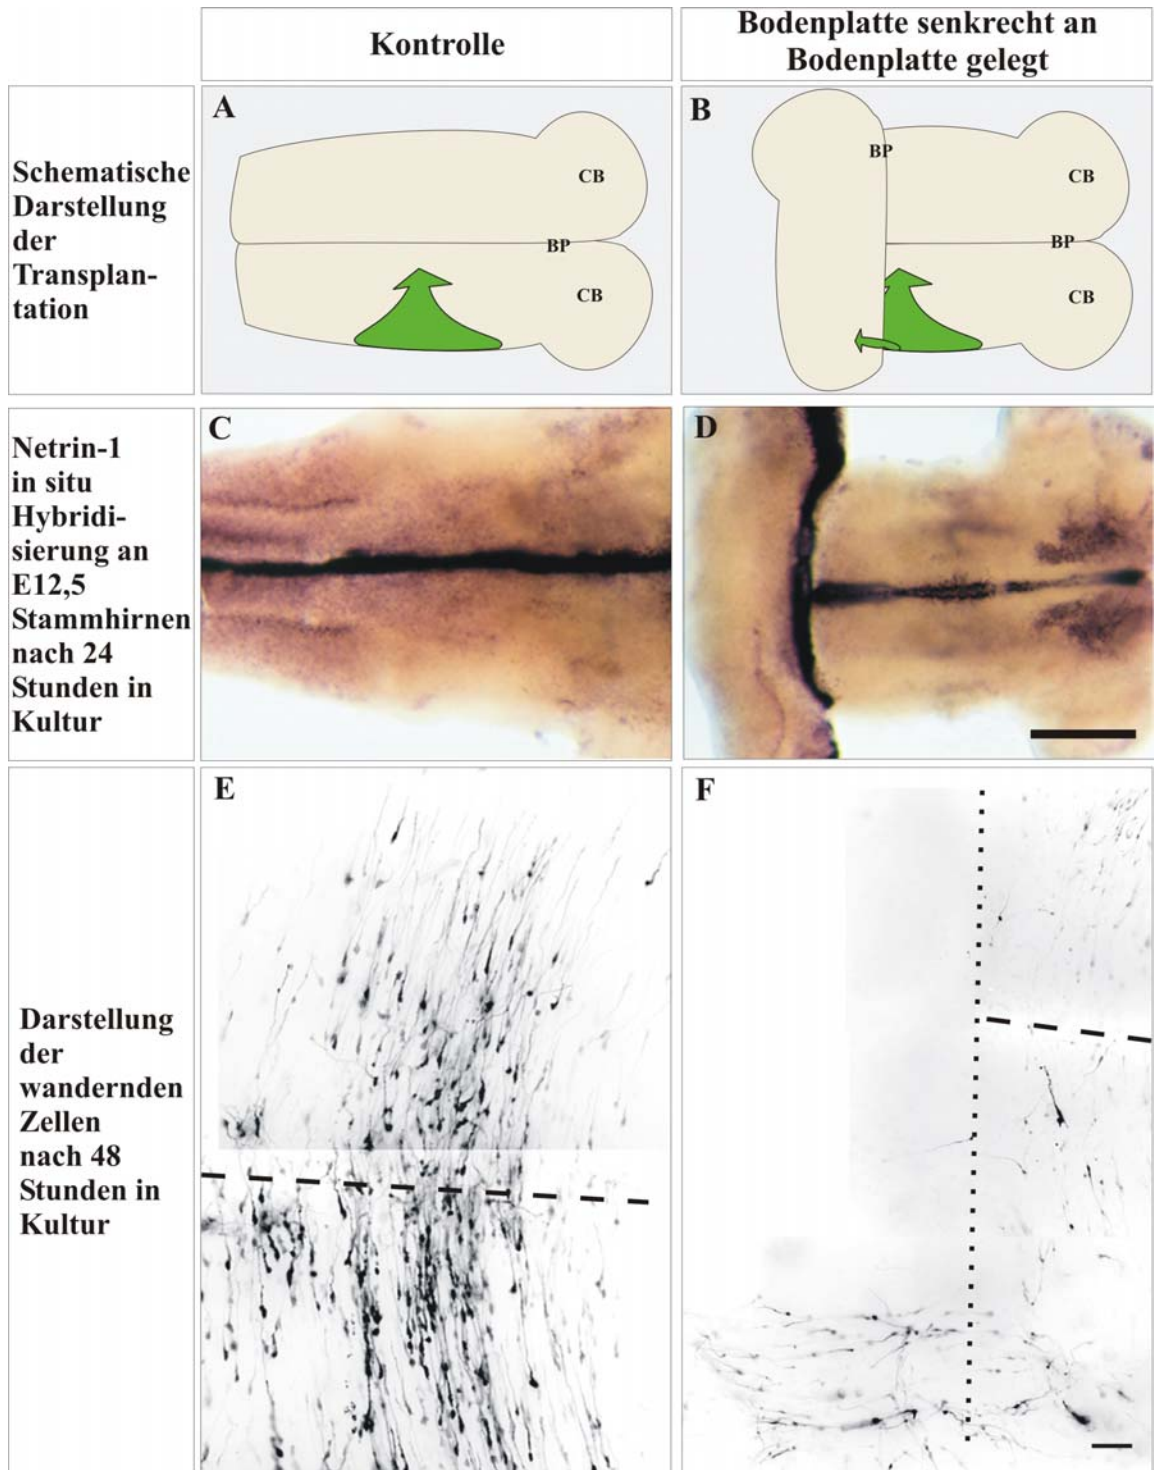 Kontrolle
Bodenplatte senkrecht an
Bodenplatte gelegt
Schematische
Darstellung
der
Transplan-
tation
A
CB
BP
CB
B
BP
CB
BP
CB
Netrin-1
in situ
Hybridi-
sierung an
E12,5
Stammhirnen
nach 24
Stunden in
Kultur
C
D
Darstellung
der
wandernden
Zellen
nach 48
Stunden in
Kultur
E
F